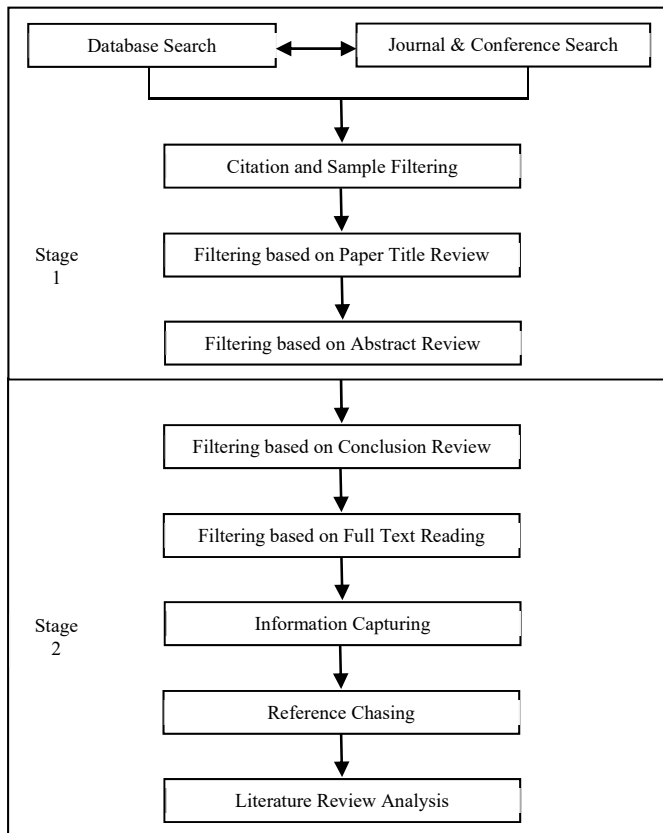 Database Search
Journal & Conference Search
Citation and Sample Filtering
Filtering based on Paper Title Review
Stage
1
Filtering based on Abstract Review
Filtering based on Conclusion Review
Filtering based on Full Text Reading
Information Capturing
Stage
2
Reference Chasing
Literature Review Analysis